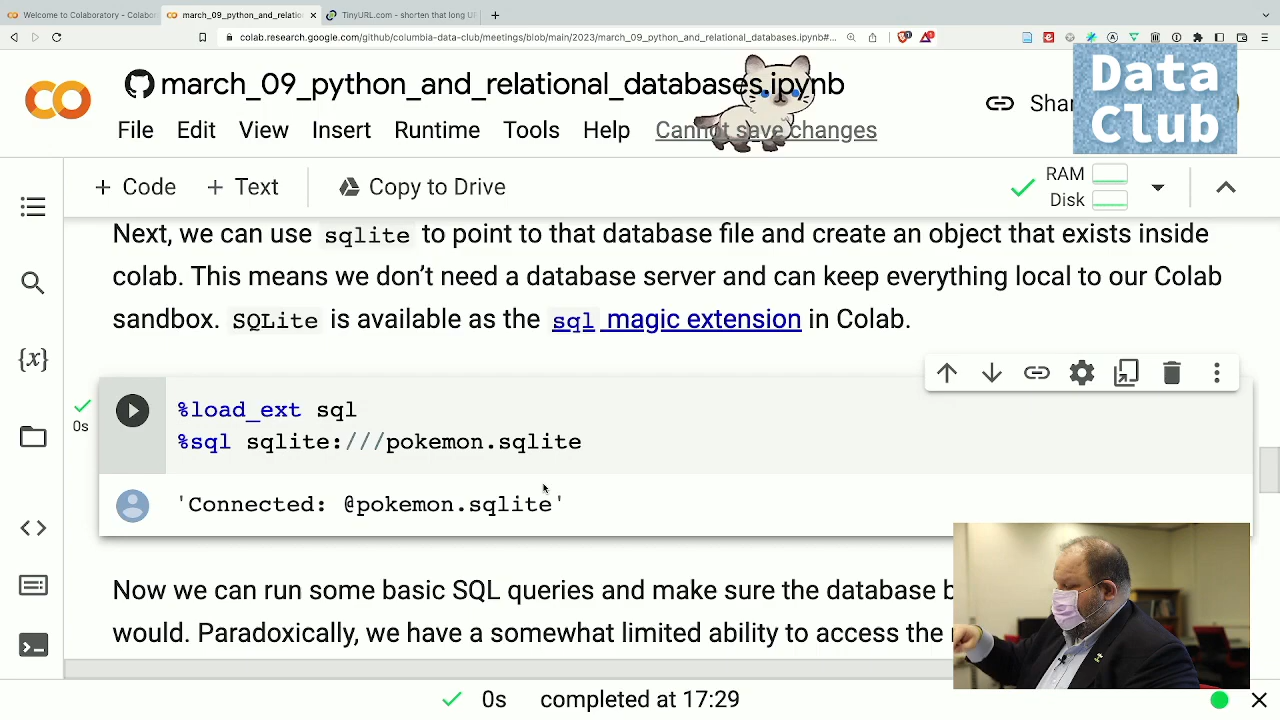 Welcome to Colaboratory - Colabor
march_09_python_and_relation
TinyURL.com - shorten that long U
colab.research.google.com/github/columbia-data-club/meetings/blob/main/2023/march_09_python_and_relational_databases.ipynb#...
march_09_python_and_relational_databases.ipynb
Shar
Data
Club
File Edit View Insert Runtime Tools Help Cannot save changes
+ Code + Text Copy to Drive
RAM
Disk
Next, we can use sqlite to point to that database file and create an object that exists inside
colab. This means we don't need a database server and can keep everything local to our Colab
sandbox. SQLite is available as the sql magic extension in Colab.
0s
%load_ext sql
%sql sqlite:///pokemon.sqlite
'Connected: @pokemon.sqlite'
Now we can run some basic SQL queries and make sure the database b
would. Paradoxically, we have a somewhat limited ability to access the
0s completed at 17:29